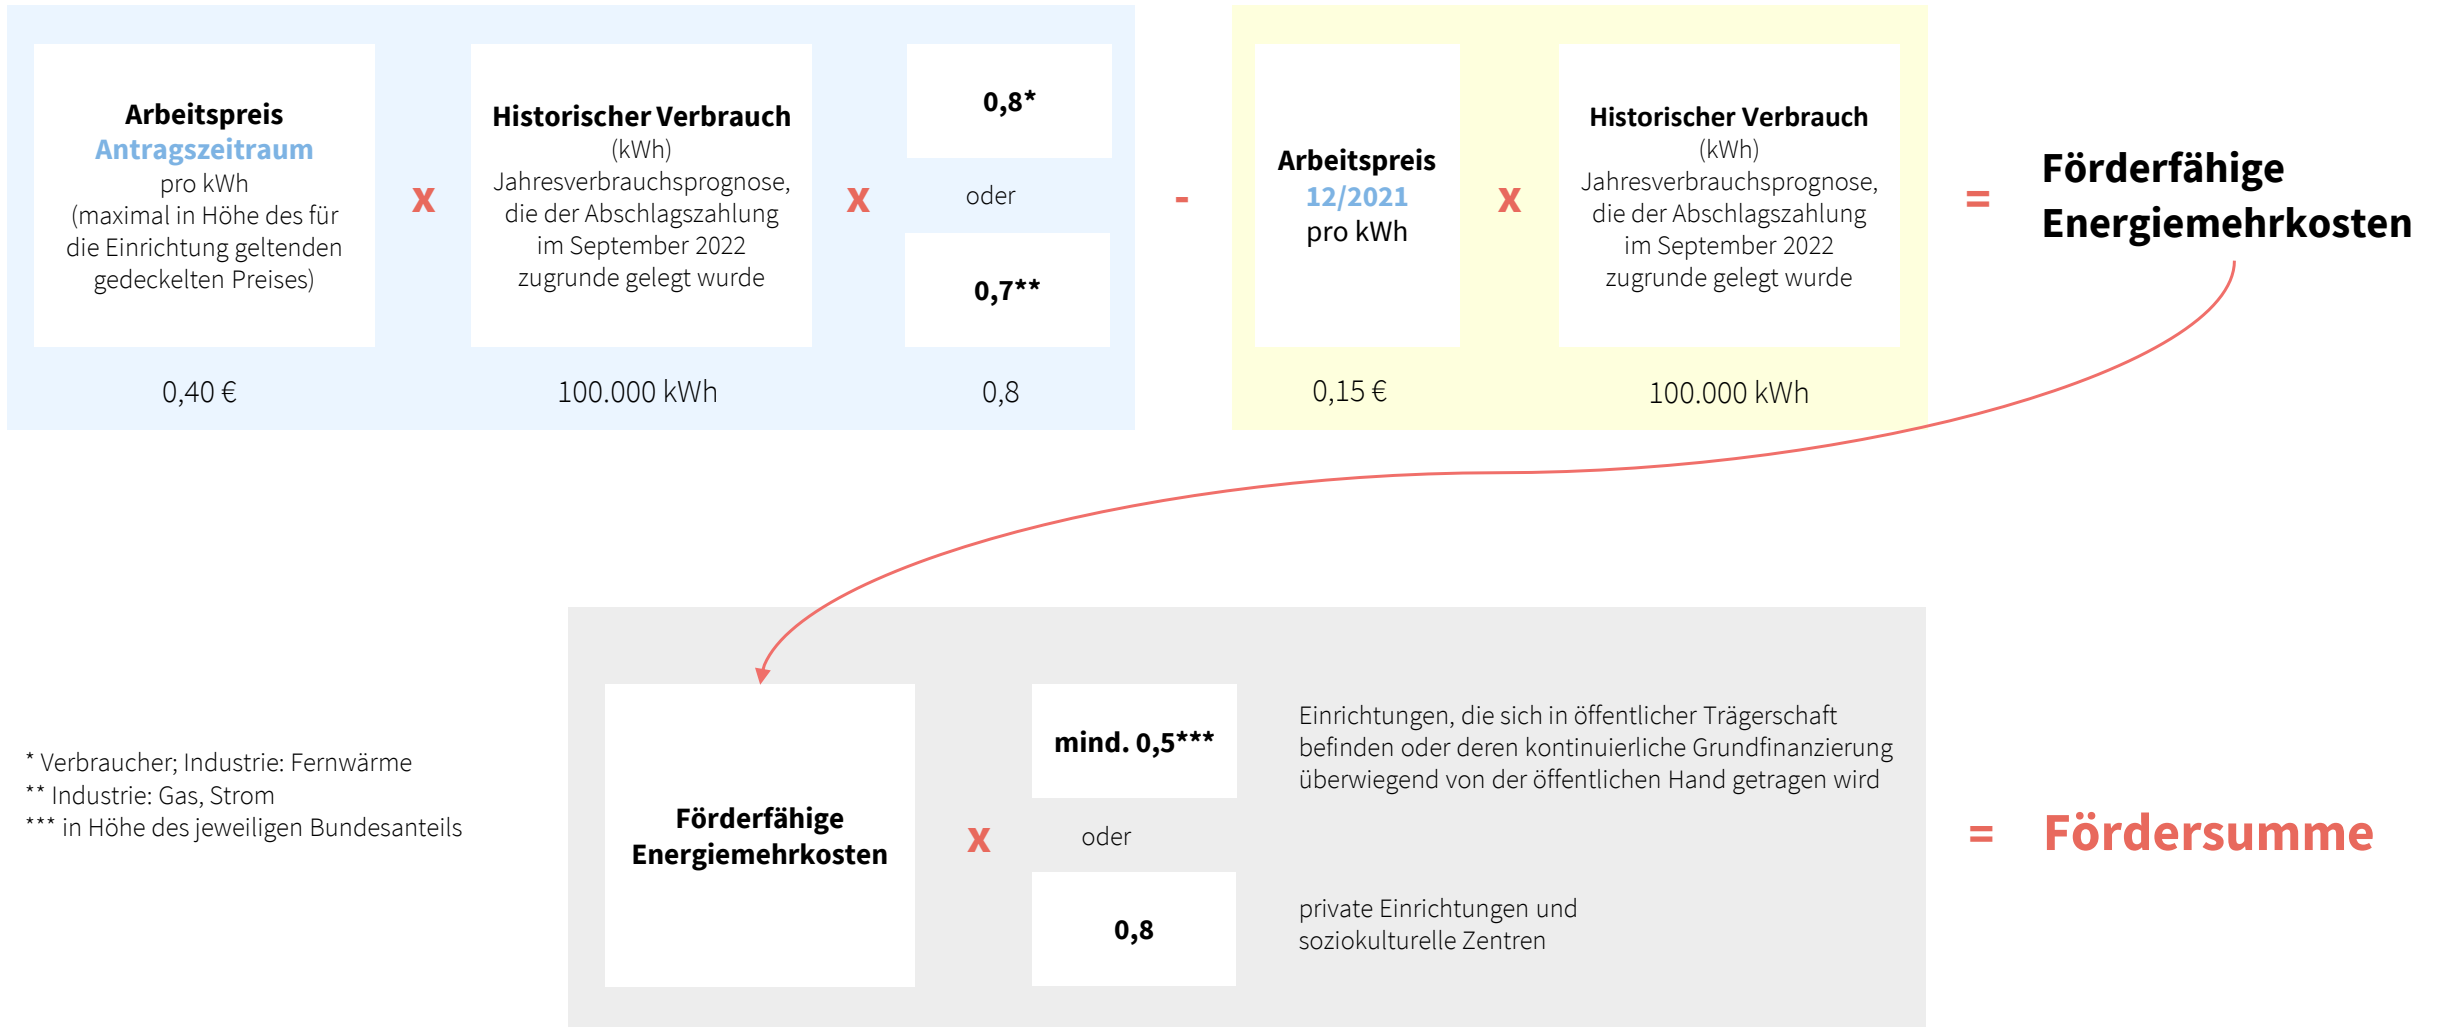 Arbeitspreis
Antragszeitraum
pro kWh
(maximal in Höhe des für
die Einrichtung geltenden
gedeckelten Preises)
0,40 €
x
Historischer Verbrauch
(kWh)
Jahresverbrauchsprognose,
die der Abschlagszahlung
im September 2022
zugrunde gelegt wurde
100.000 kWh
x
0,8*
oder
0,7**
0,8
-
Arbeitspreis
12/2021
pro kWh
0,15 €
x
Historischer Verbrauch
(kWh)
Jahresverbrauchsprognose,
die der Abschlagszahlung
im September 2022
zugrunde gelegt wurde
100.000 kWh
=
Förderfähige
Energiemehrkosten
* Verbraucher; Industrie: Fernwärme
** Industrie: Gas, Strom
*** in Höhe des jeweiligen Bundesanteils
Förderfähige
Energiemehrkosten
x
mind. 0,5***
Einrichtungen, die sich in öffentlicher Trägerschaft
befinden oder deren kontinuierliche Grundfinanzierung
überwiegend von der öffentlichen Hand getragen wird
oder
0,8
private Einrichtungen und
soziokulturelle Zentren
=
Fördersumme